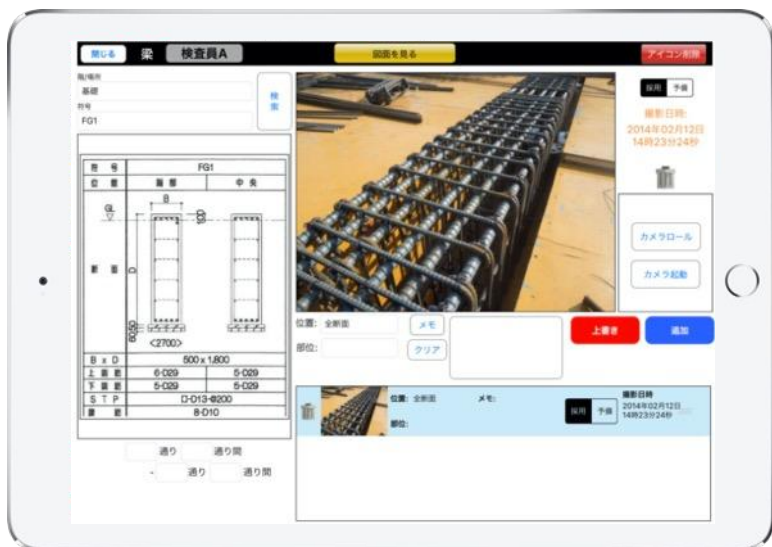 閉じる 梁 検査員A 図面を見る アイコン削除
階/場所
基礎
符号
FG1
検索
採用 予備
撮影日時:
2014年02月12日
14時23分24秒
カメラロール
カメラ起動
符号 FG1
位置 端部 中央
GL
B
100
断面
D
<2700>
B x D 500 x 1,800
上端筋 6-D29 5-D29
下端筋 5-D29 5-D29
S T P □-D13-@200
腹筋 8-D10
位置: 全断面 メモ
部位: クリア
上書き 追加
位置: 全断面 メモ:
部位:
採用 予備
撮影日時
2014年02月12日
14時23分24秒
通り 通り間
- 通り 通り間